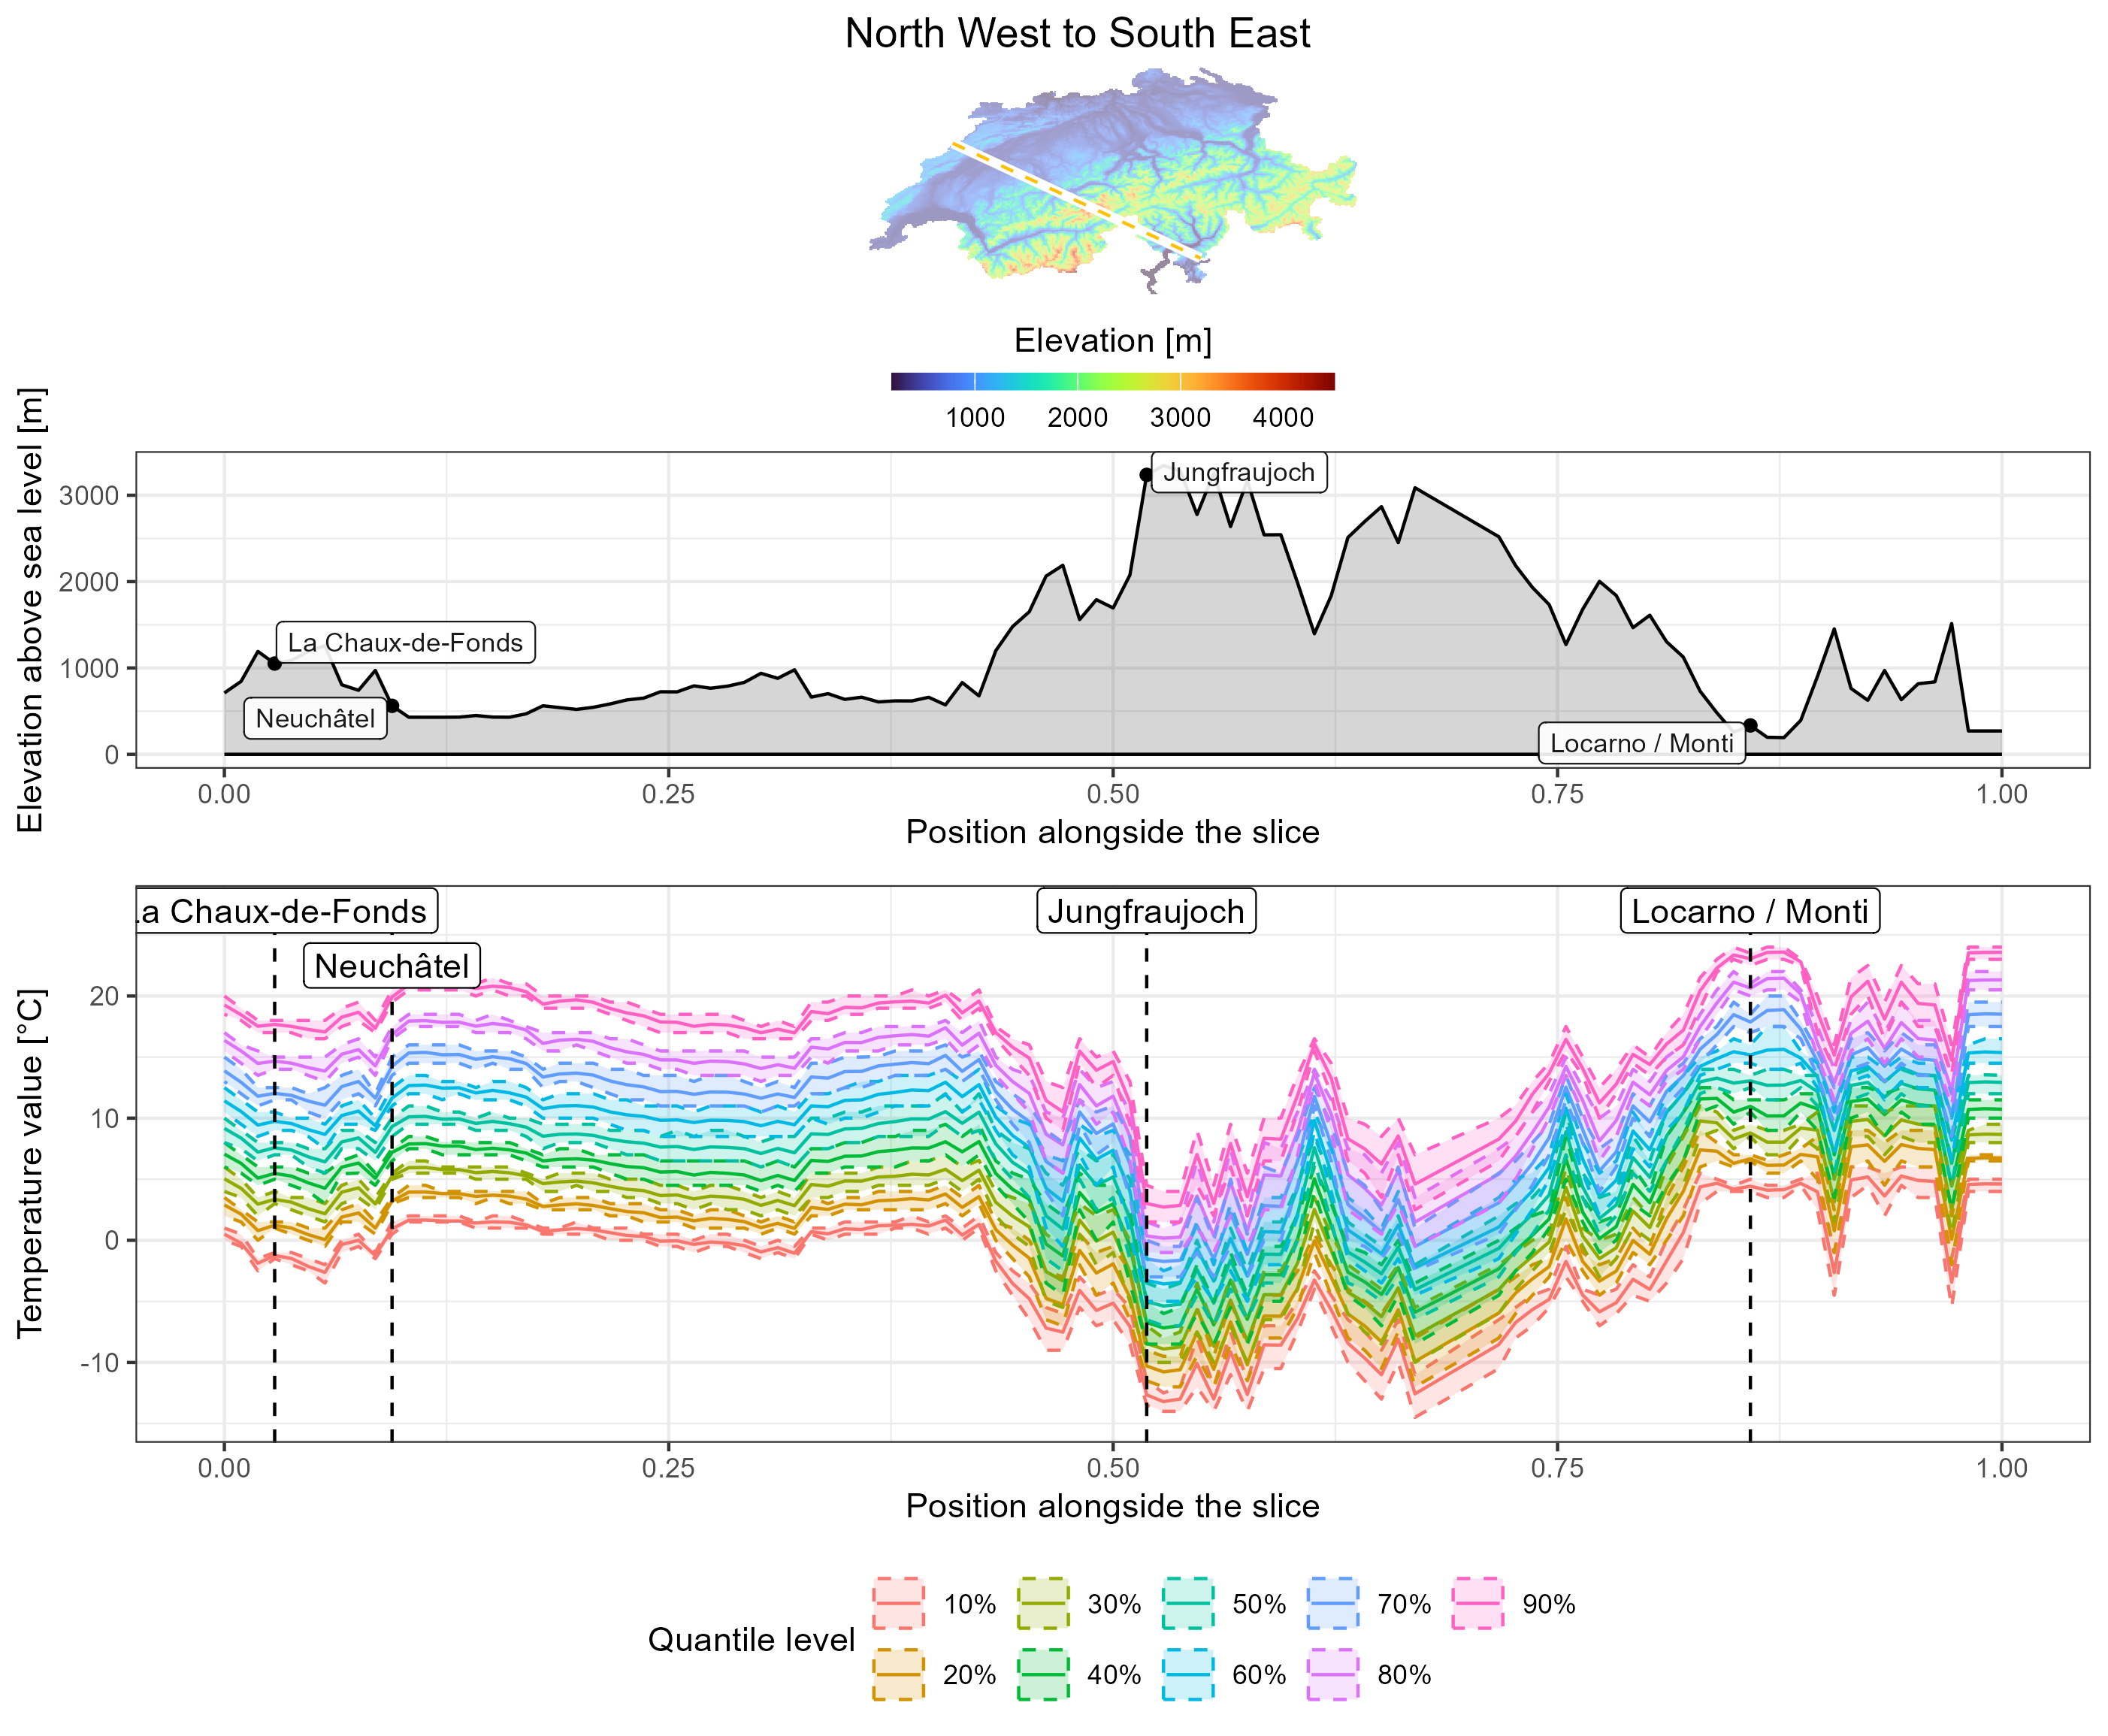 North West to South East
Elevation [m]
1000 2000 3000 4000
Elevation above sea level [m]
3000
2000
1000
0
Jungfraujoch
La Chaux-de-Fonds
Neuchâtel
Locarno / Monti
0.00 0.25 0.50 0.75 1.00
Position alongside the slice
Temperature value [°C]
20
10
0
-10
La Chaux-de-Fonds
Jungfraujoch
Locarno / Monti
Neuchâtel
0.00 0.25 0.50 0.75 1.00
Position alongside the slice
Quantile level
10% 30% 50% 70% 90%
20% 40% 60% 80%